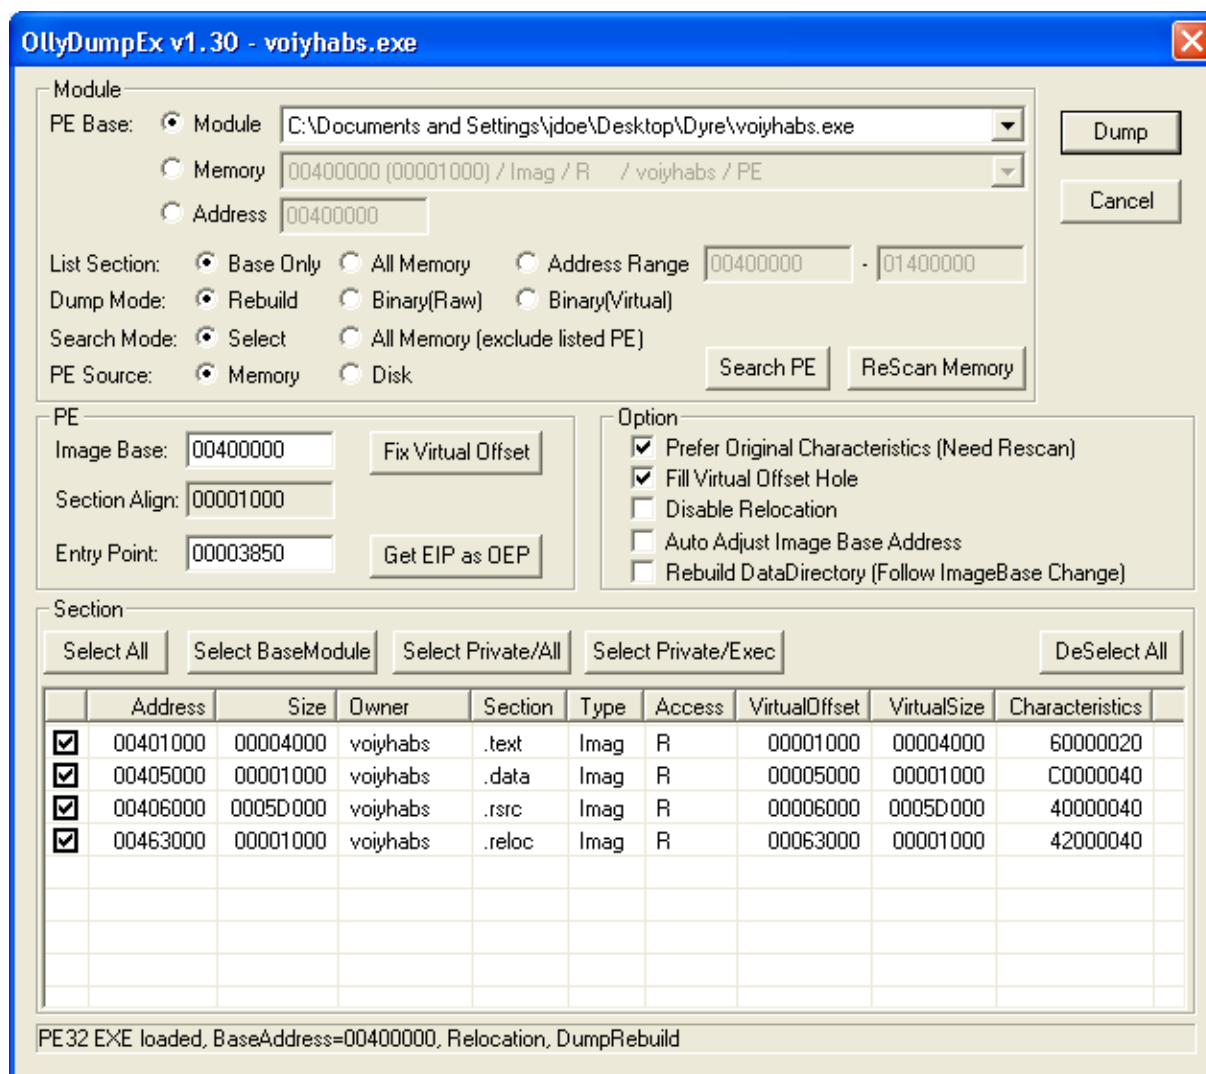 OllyDumpEx v1.30 - voiyhabs.exe
Module
PE Base: Module C:\Documents and Settings\jdoe\Desktop\Dyre\voiyhabs.exe
Dump
Memory 00400000 (00001000) / Imag / R / voiyhabs / PE
Cancel
Address 00400000
List Section: Base Only All Memory Address Range 00400000 - 01400000
Dump Mode: Rebuild Binary(Raw) Binary(Virtual)
Search Mode: Select All Memory (exclude listed PE)
PE Source: Memory Disk
Search PE ReScan Memory
PE
Image Base: 00400000 Fix Virtual Offset
Section Align: 00001000
Entry Point: 00003850 Get EIP as OEP
Option
Prefer Original Characteristics (Need Rescan)
Fill Virtual Offset Hole
Disable Relocation
Auto Adjust Image Base Address
Rebuild DataDirectory (Follow ImageBase Change)
Section
Select All Select BaseModule Select Private/All Select Private/Exec DeSelect All
Address Size Owner Section Type Access VirtualOffset VirtualSize Characteristics
00401000 00004000 voiyhabs .text Imag R 00001000 00004000 60000020
00405000 00001000 voiyhabs .data Imag R 00005000 00001000 C0000040
00406000 0005D000 voiyhabs .rsrc Imag R 00006000 0005D000 40000040
00463000 00001000 voiyhabs .reloc Imag R 00063000 00001000 42000040
PE32 EXE loaded, BaseAddress=00400000, Relocation, DumpRebuild